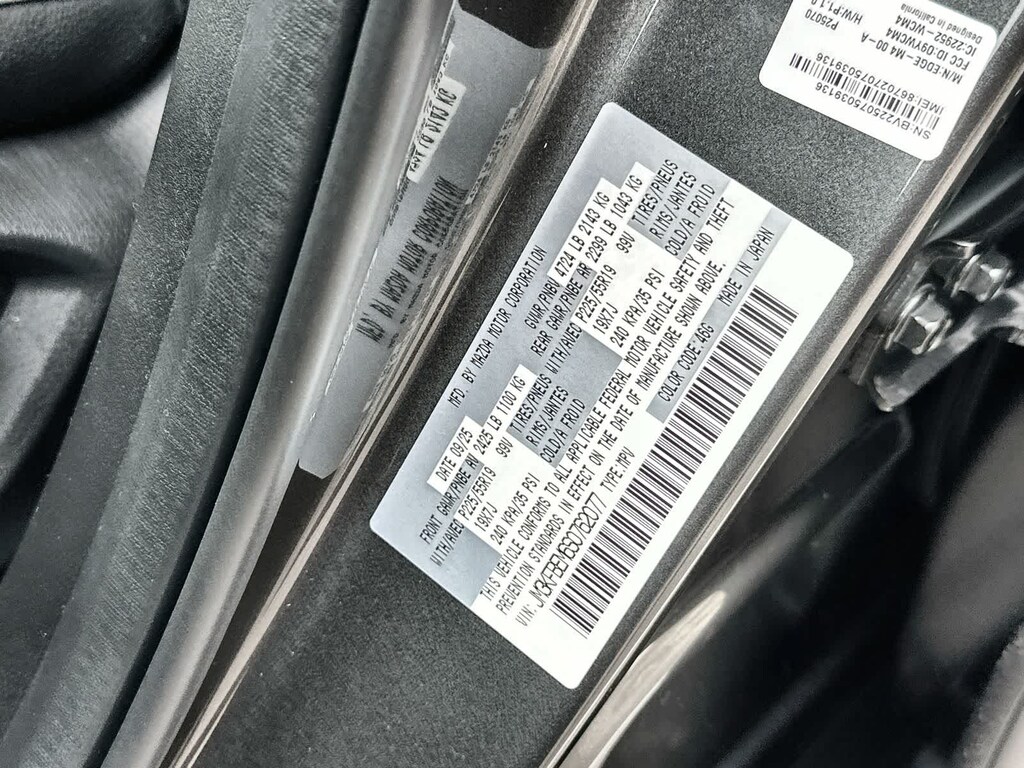 MFD. BY MAZDA MOTOR CORPORATION
DATE 09/25 GVWR/PNBV 4724 LB 2143 KG
FRONT GAWR/PNBE AV 2425 LB 1100 KG REAR GAWR/PNBE AR 2299 LB 1043 KG
WITH/AVEC P225/55R19 99V TIRES/PNEUS WITH/AVEC P225/55R19 99V TIRES/PNEUS
19X7J RIMS/JANTES 19X7J RIMS/JANTES
240 KPA/35 PSI COLD/A FROID 240 KPA/35 PSI COLD/A FROID
THIS VEHICLE CONFORMS TO ALL APPLICABLE FEDERAL MOTOR VEHICLE SAFETY AND THEFT
PREVENTION STANDARDS IN EFFECT ON THE DATE OF MANUFACTURE SHOWN ABOVE.
TYPE:MPV MADE IN JAPAN
COLOR CODE:46G
SN:BV225075039136
IMEI:867027075039136
M/N:EDGE-M4 00-A
FCC ID:09YWCM4
IC:22952-WCM4
Designed in California
P25070
H/W:P1.1.0